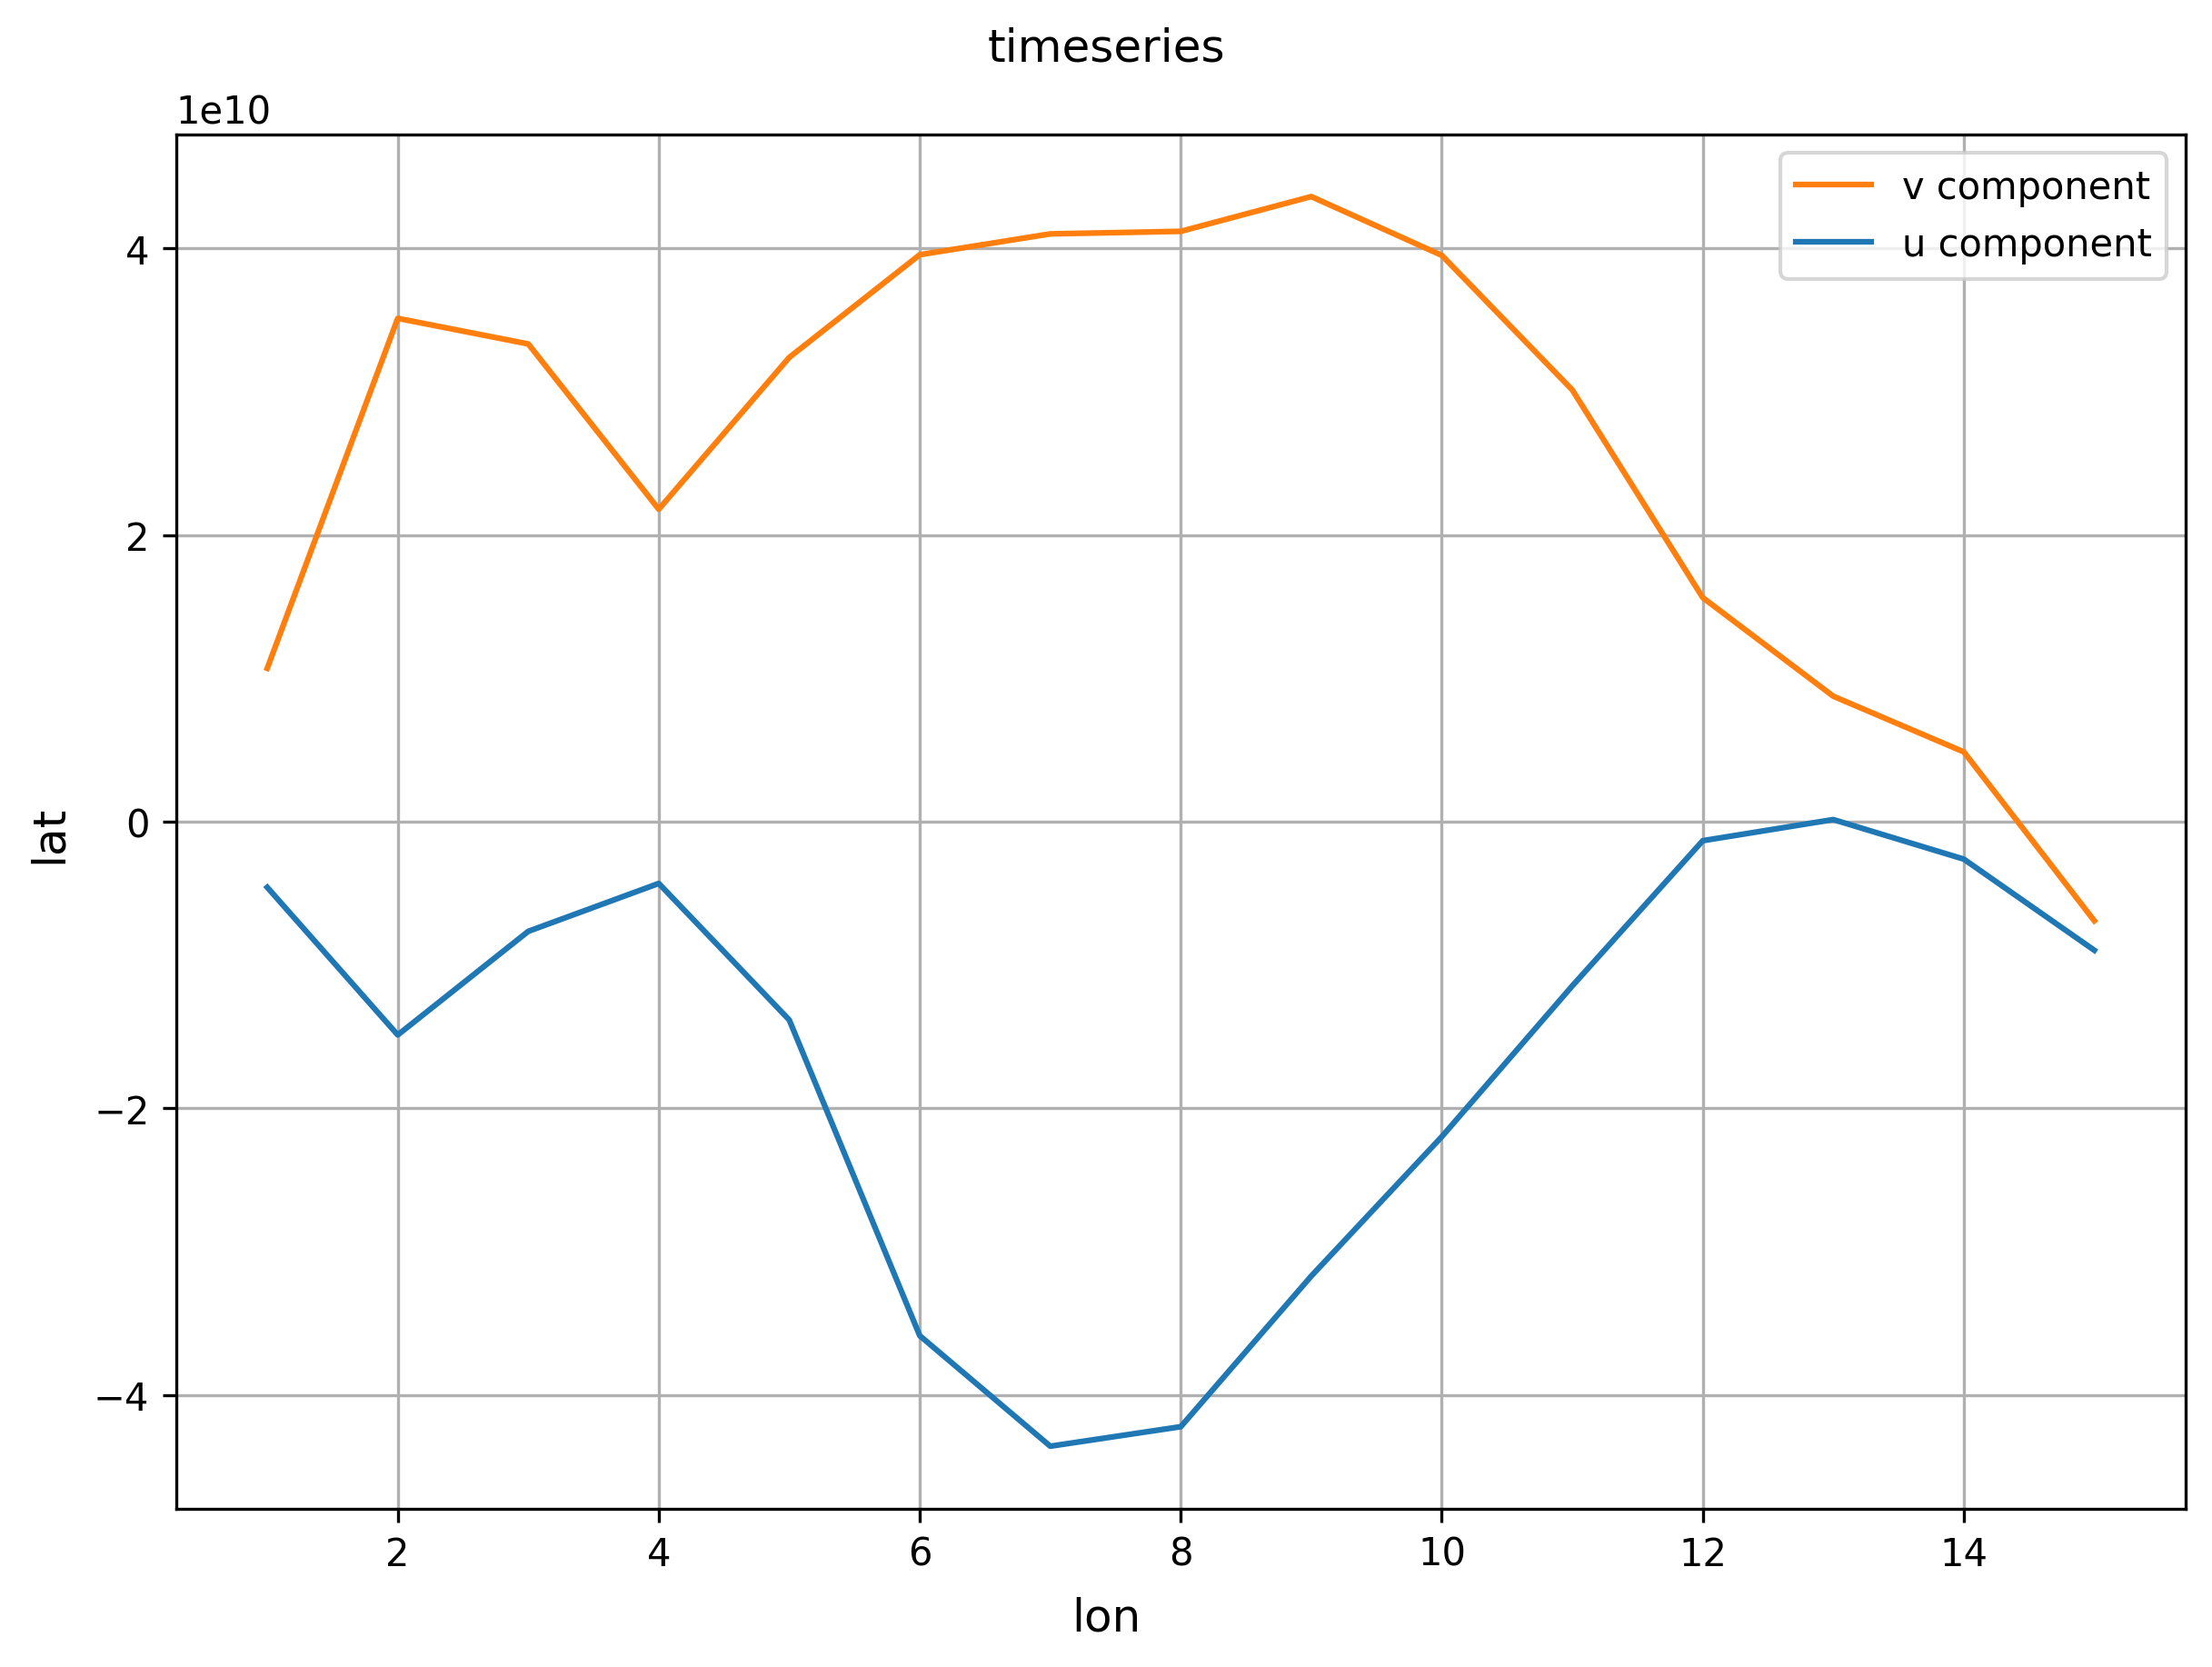 timeseries
1e10
v component
u component
4
2
0
−2
−4
lat
2 4 6 8 10 12 14
lon